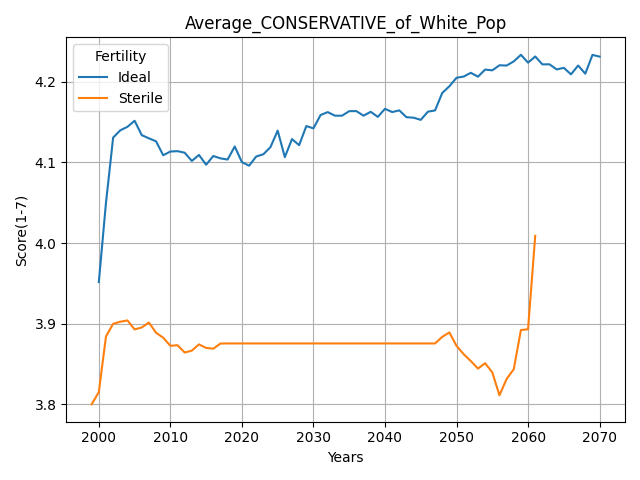 Average_CONSERVATIVE_of_White_Pop
Fertility
Ideal
Sterile
Score(1-7)
4.2
4.1
4.0
3.9
3.8
2000 2010 2020 2030 2040 2050 2060 2070
Years